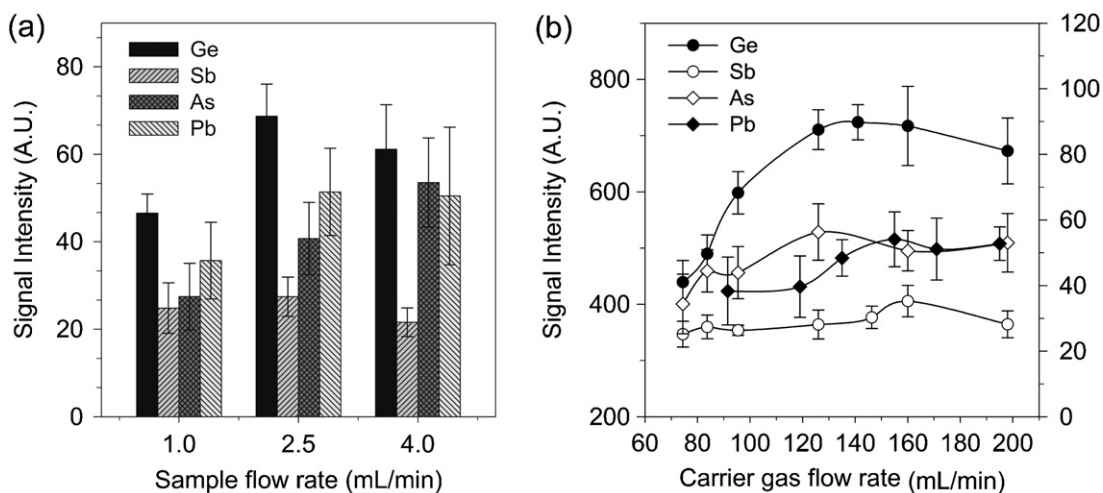 (a)
Ge
Sb
As
Pb
Signal Intensity (A.U.)
80
60
40
20
0
1.0 2.5 4.0
Sample flow rate (mL/min)
(b)
Ge
Sb
As
Pb
Signal Intensity (A.U.)
800
600
400
200
120
100
80
60
40
20
0
60 80 100 120 140 160 180 200
Carrier gas flow rate (mL/min)